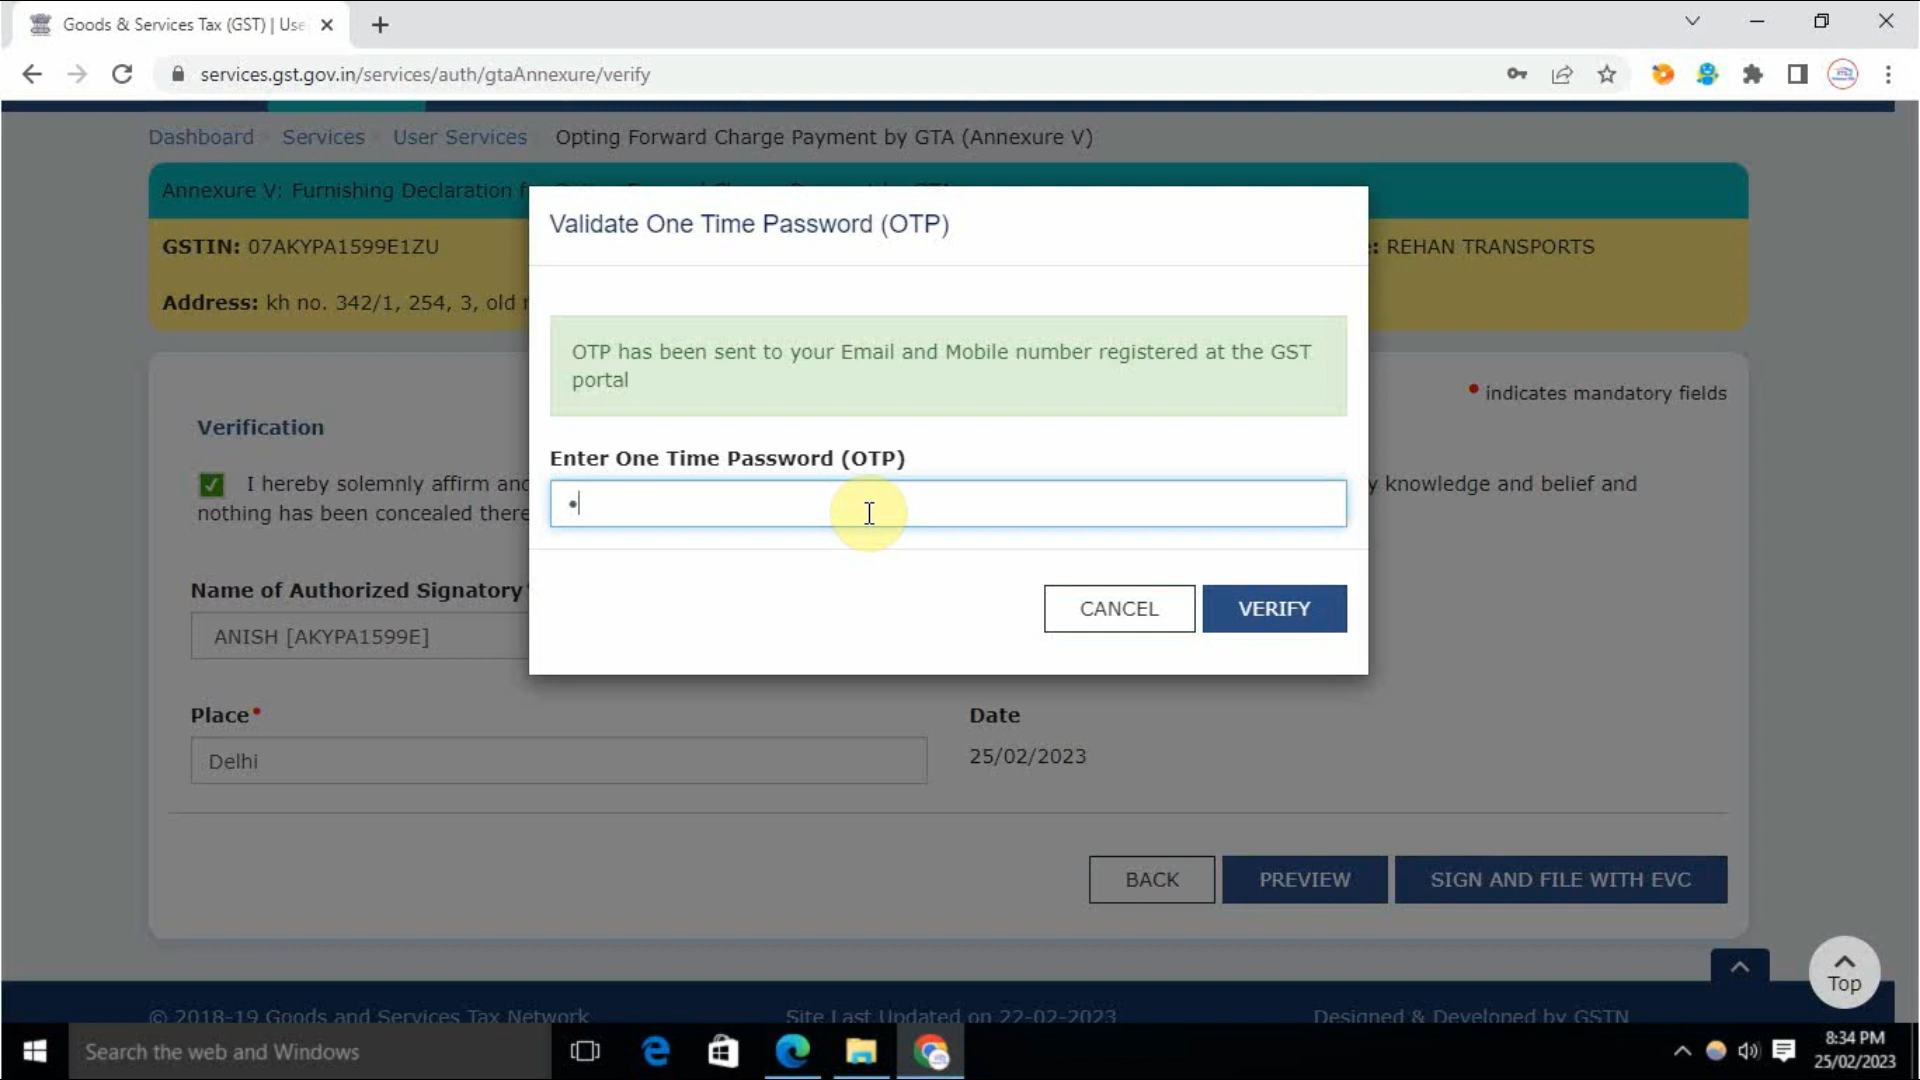 Goods & Services Tax (GST) | Use
services.gst.gov.in/services/auth/gtaAnnexure/verify
Dashboard Services User Services Opting Forward Charge Payment by GTA (Annexure V)
Annexure V: Furnishing Declaration
GSTIN: 07AKYPA1599E1ZU
: REHAN TRANSPORTS
Address: kh no. 342/1, 254, 3, old
Validate One Time Password (OTP)
OTP has been sent to your Email and Mobile number registered at the GST
portal
Enter One Time Password (OTP)
•
CANCEL VERIFY
• indicates mandatory fields
Verification
I hereby solemnly affirm and
y knowledge and belief and
nothing has been concealed there
Name of Authorized Signatory
ANISH [AKYPA1599E]
Place•
Date
Delhi
25/02/2023
BACK PREVIEW SIGN AND FILE WITH EVC
Top
© 2018-19 Goods and Services Tax Network Site Last Updated on 22-02-2023 Designed & Developed by GSTN
Search the web and Windows
8:34 PM
25/02/2023